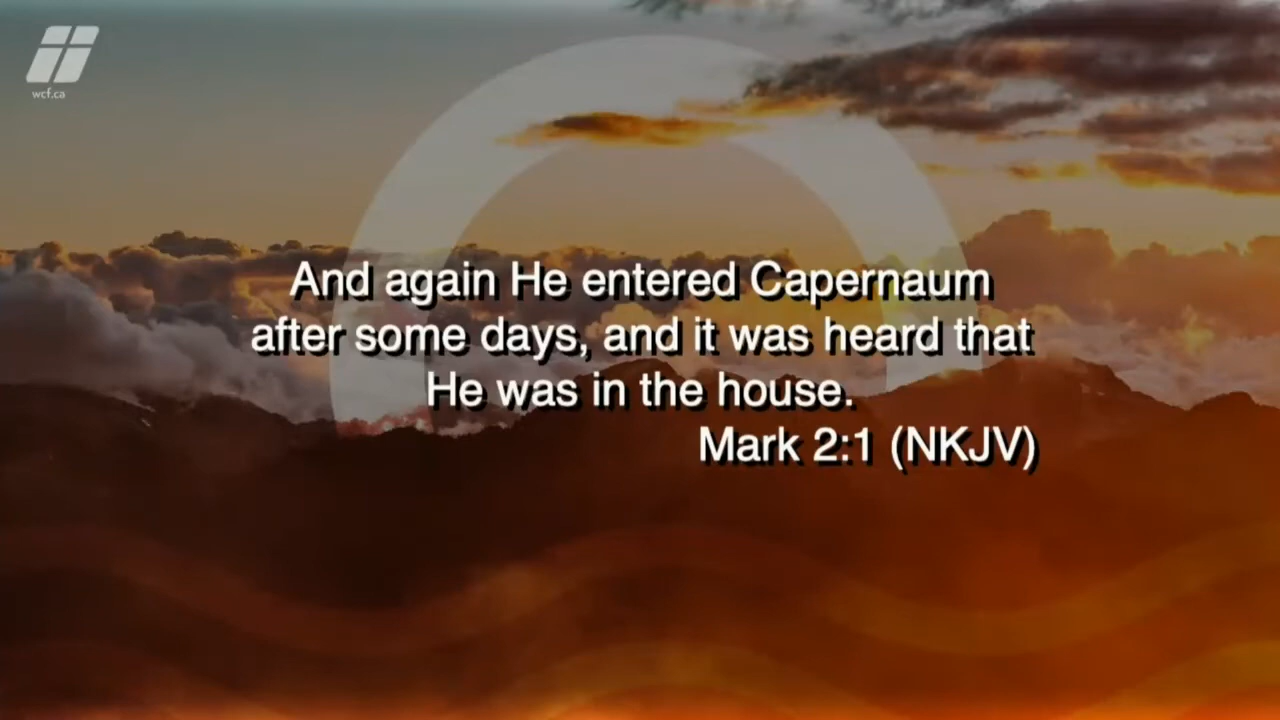 wcf.ca
And again He entered Capernaum
after some days, and it was heard that
He was in the house.
Mark 2:1 (NKJV)